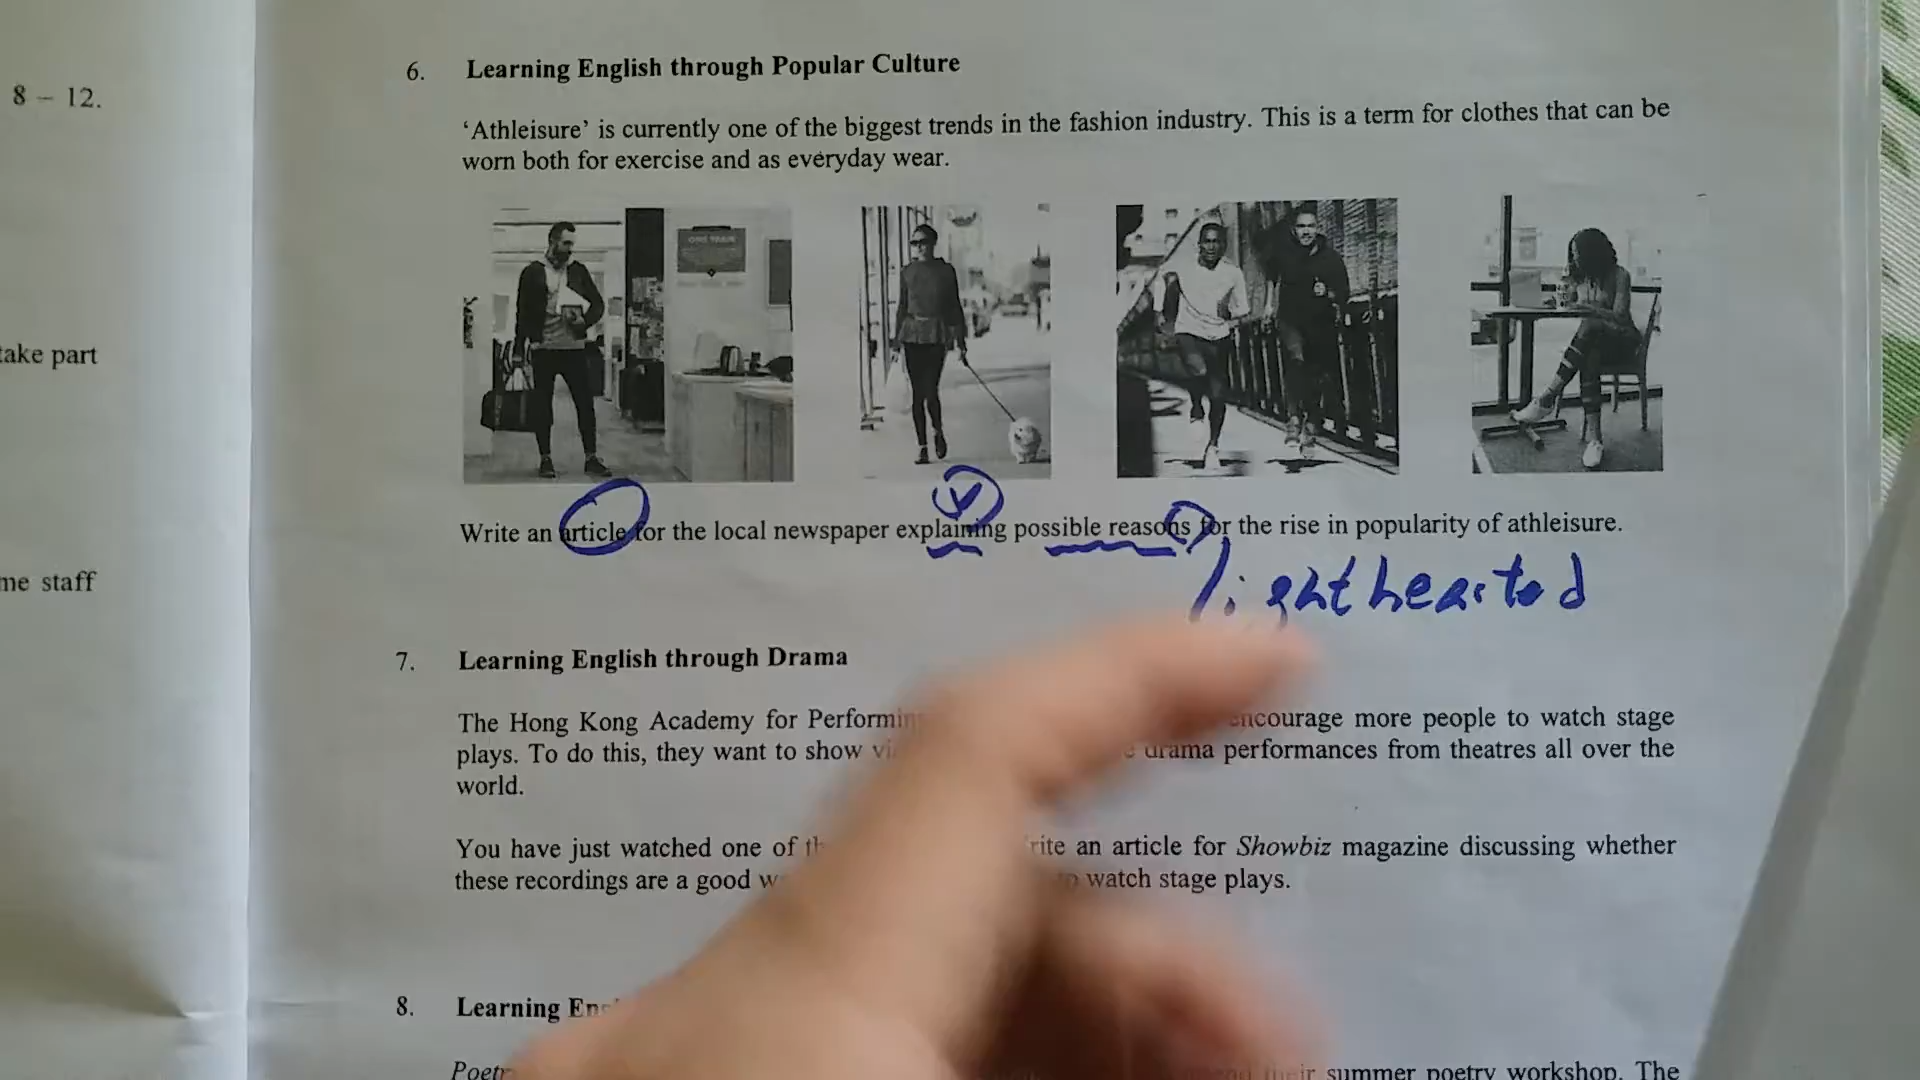 8 – 12.
6. Learning English through Popular Culture
'Athleisure' is currently one of the biggest trends in the fashion industry. This is a term for clothes that can be
worn both for exercise and as everyday wear.
take part
Write an article for the local newspaper explaining possible reasons for the rise in popularity of athleisure.
lighthearted
me staff
7. Learning English through Drama
The Hong Kong Academy for encourage more people to watch stage
plays. To do this, they want to show drama performances from theatres all over the
world.
You have just watched one of an article for Showbiz magazine discussing whether
these recordings are a good watch stage plays.
8. Learning
summer poetry workshop. The